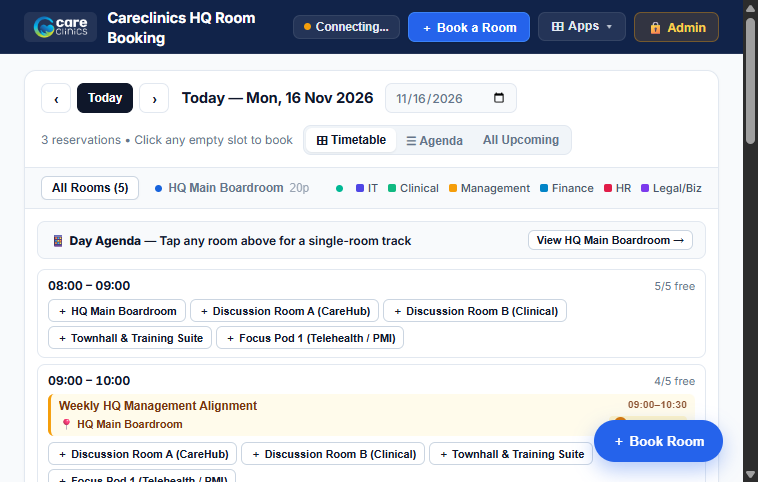 care clinics
Careclinics HQ Room Booking
Connecting...
+ Book a Room
Apps
Admin
‹
Today
›
Today — Mon, 16 Nov 2026
11/16/2026
3 reservations • Click any empty slot to book
Timetable
Agenda
All Upcoming
All Rooms (5)
HQ Main Boardroom 20p
IT
Clinical
Management
Finance
HR
Legal/Biz
Day Agenda — Tap any room above for a single-room track
View HQ Main Boardroom →
08:00 – 09:00
5/5 free
+ HQ Main Boardroom
+ Discussion Room A (CareHub)
+ Discussion Room B (Clinical)
+ Townhall & Training Suite
+ Focus Pod 1 (Telehealth / PMI)
09:00 – 10:00
4/5 free
Weekly HQ Management Alignment
09:00–10:30
HQ Main Boardroom
+ Discussion Room A (CareHub)
+ Discussion Room B (Clinical)
+ Townhall & Training Suite
+ Book Room
+ Focus Pod 1 (Telehealth / PMI)